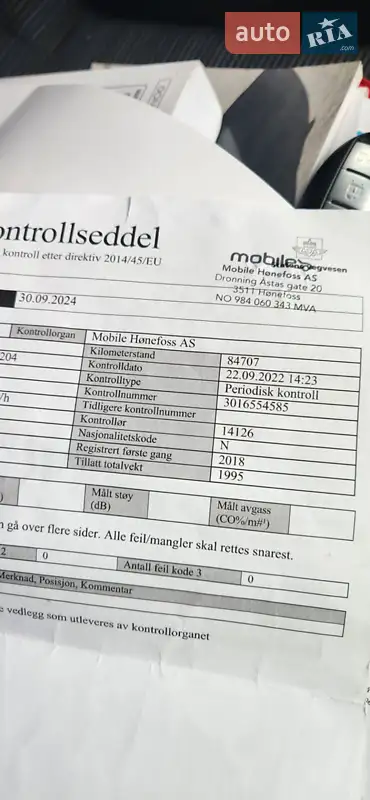 auto RIA .com
ontrollseddel
kontroll etter direktiv 2014/45/EU
mobile
Mobile Hønefoss AS
Dronning Åstas gate 20
3511 Hønefoss
NO 984 060 343 MVA
30.09.2024
Kontrollorgan Mobile Hønefoss AS
204 Kilometerstand 84707
Kontrolldato 22.09.2022 14:23
Kontrolltype Periodisk kontroll
/h Kontrollnummer 3016554585
Tidligere kontrollnummer
Kontrollør 14126
Nasjonalitetskode N
Registrert første gang 2018
Tillatt totalvekt 1995
) Målt støy (dB) Målt avgass (CO%/m#¹)
n gå over flere sider. Alle feil/mangler skal rettes snarest.
2 0 Antall feil kode 3 0
Merknad, Posisjon, Kommentar
e vedlegg som utleveres av kontrollorganet